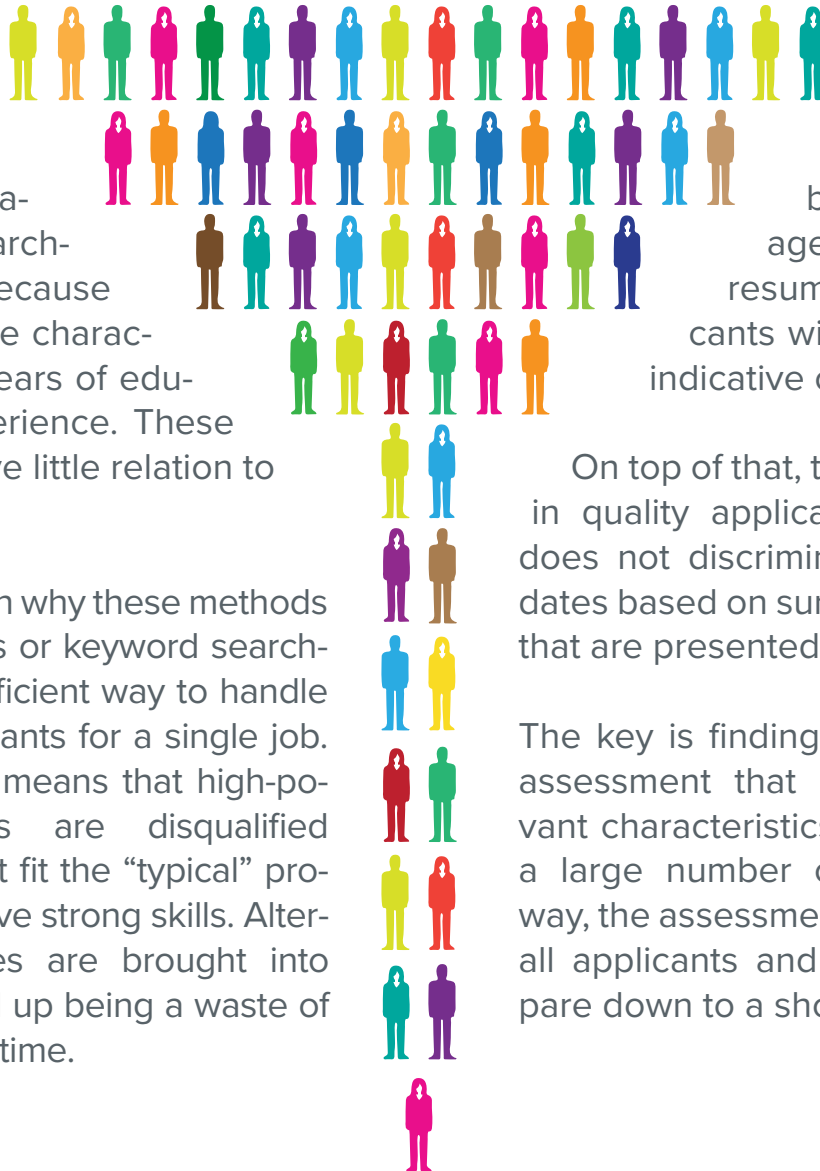 a-
arch-
ecause
e charac-
ears of edu-
erience. These
ve little relation to
n why these methods
s or keyword search-
ficient way to handle
ants for a single job.
means that high-po-
s are disqualified
t fit the “typical” pro-
ve strong skills. Alter-
es are brought into
l up being a waste of
time.
b
age
resum
cants wi
indicative o
On top of that, t
in quality applica
does not discrimin
dates based on sur
that are presented
The key is finding
assessment that
vant characteristics
a large number o
way, the assessme
all applicants and
pare down to a sho